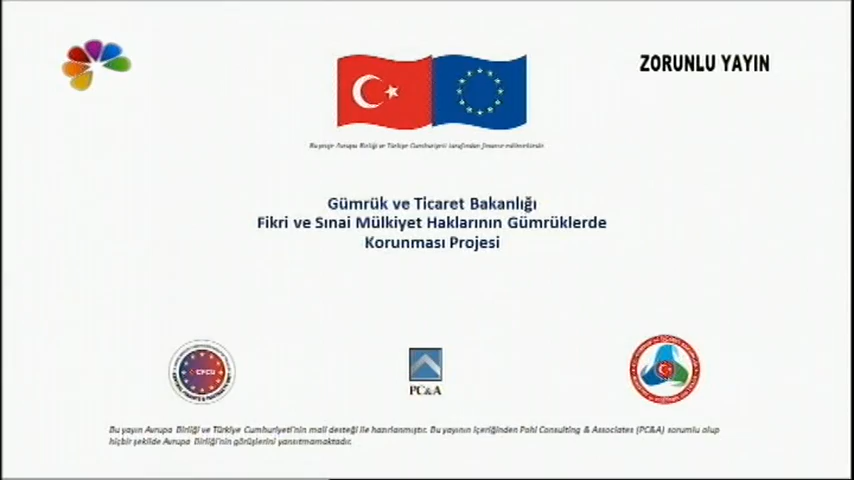 ZORUNLU YAYIN
Bu proje Avrupa Birliği ve Türkiye Cumhuriyeti tarafından finanse edilmektedir.
Gümrük ve Ticaret Bakanlığı
Fikri ve Sınai Mülkiyet Haklarının Gümrüklerde
Korunması Projesi
CFCU
PC&A
Bu yayın Avrupa Birliği ve Türkiye Cumhuriyeti'nin mali desteği ile hazırlanmıştır. Bu yayının içeriğinden Pohl Consulting & Associates (PC&A) sorumlu olup
hiçbir şekilde Avrupa Birliği'nin görüşlerini yansıtmamaktadır.